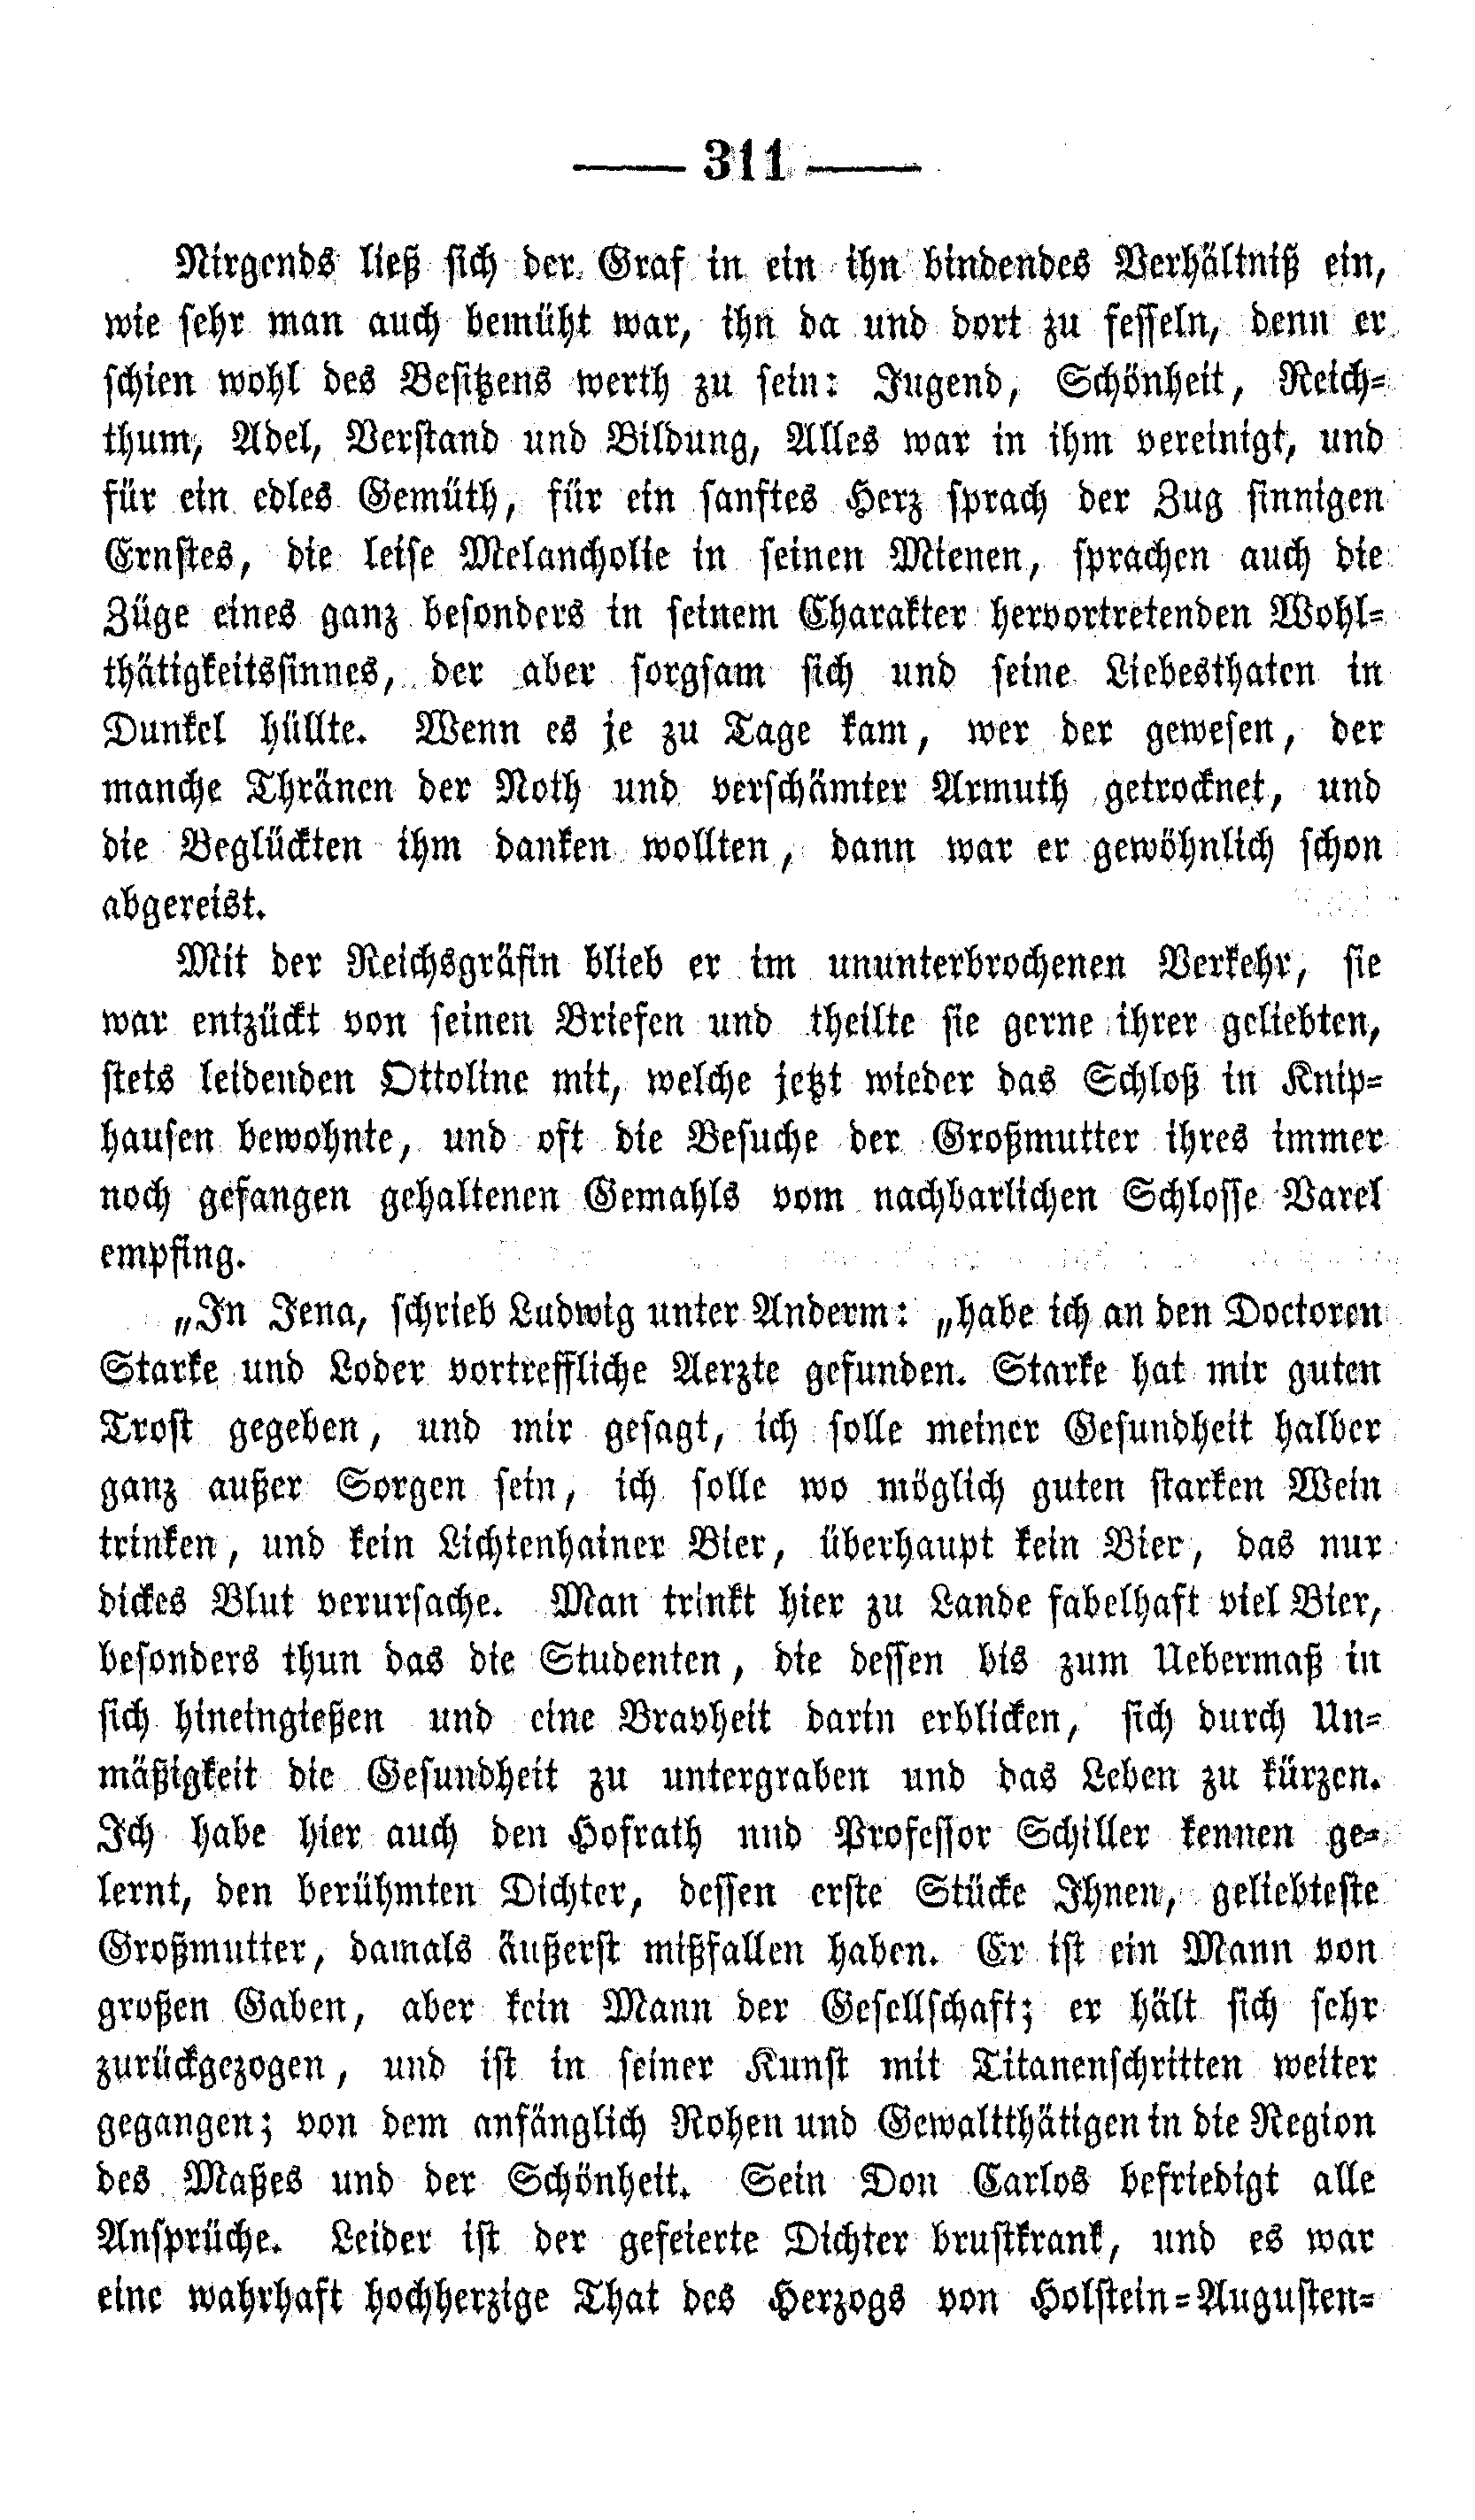 — 311 —
Nirgends ließ sich der Graf in ein ihn bindendes Verhältniß ein,
wie sehr man auch bemüht war, ihn da und dort zu fesseln, denn er
schien wohl des Besitzens werth zu sein: Jugend, Schönheit, Reich-
thum, Adel, Verstand und Bildung, Alles war in ihm vereinigt, und
für ein edles Gemüth, für ein sanftes Herz sprach der Zug sinnigen
Ernstes, die leise Melancholie in seinen Mienen, sprachen auch die
Züge eines ganz besonders in seinem Charakter hervortretenden Wohl-
thätigkeitssinnes, der aber sorgsam sich und seine Liebesthaten in
Dunkel hüllte. Wenn es je zu Tage kam, wer der gewesen, der
manche Thränen der Noth und verschämter Armuth getrocknet, und
die Beglückten ihm danken wollten, dann war er gewöhnlich schon
abgereist.
Mit der Reichsgräfin blieb er im ununterbrochenen Verkehr, sie
war entzückt von seinen Briefen und theilte sie gerne ihrer geliebten,
stets leidenden Ottoline mit, welche jetzt wieder das Schloß in Knip-
hausen bewohnte, und oft die Besuche der Großmutter ihres immer
noch gefangen gehaltenen Gemahls vom nachbarlichen Schlosse Varel
empfing.
„In Jena, schrieb Ludwig unter Anderm: „habe ich an den Doctoren
Starke und Loder vortreffliche Aerzte gefunden. Starke hat mir guten
Trost gegeben, und mir gesagt, ich solle meiner Gesundheit halber
ganz außer Sorgen sein, ich solle wo möglich guten starken Wein
trinken, und kein Lichtenhainer Bier, überhaupt kein Bier, das nur
dickes Blut verursache. Man trinkt hier zu Lande fabelhaft viel Bier,
besonders thun das die Studenten, die dessen bis zum Uebermaß in
sich hineingießen und eine Bravheit darin erblicken, sich durch Un-
mäßigkeit die Gesundheit zu untergraben und das Leben zu kürzen.
Ich habe hier auch den Hofrath und Professor Schiller kennen ge-
lernt, den berühmten Dichter, dessen erste Stücke Ihnen, geliebteste
Großmutter, damals äußerst mißfallen haben. Er ist ein Mann von
großen Gaben, aber kein Mann der Gesellschaft; er hält sich sehr
zurückgezogen, und ist in seiner Kunst mit Titanenschritten weiter
gegangen; von dem anfänglich Rohen und Gewaltthätigen in die Region
des Maßes und der Schönheit. Sein Don Carlos befriedigt alle
Ansprüche. Leider ist der gefeierte Dichter brustkrank, und es war
eine wahrhaft hochherzige That des Herzogs von Holstein-Augusten-